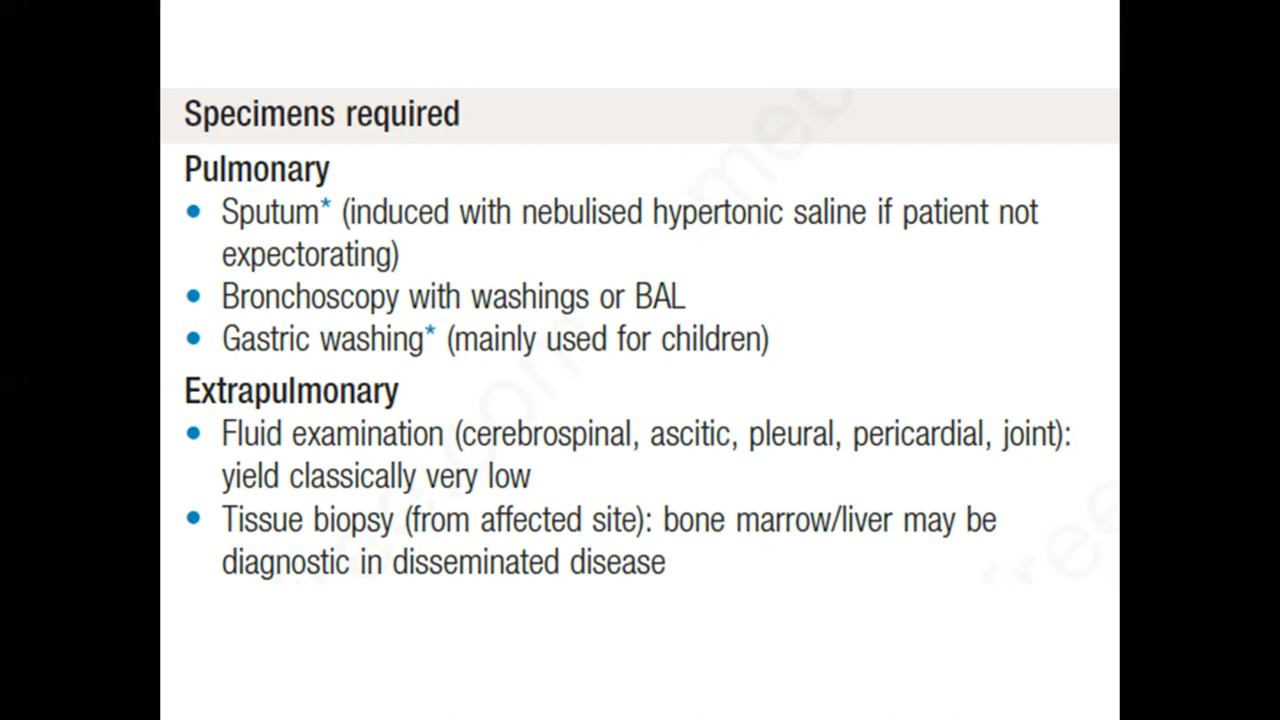 Specimens required
Pulmonary
• Sputum* (induced with nebulised hypertonic saline if patient not
expectorating)
• Bronchoscopy with washings or BAL
• Gastric washing* (mainly used for children)
Extrapulmonary
• Fluid examination (cerebrospinal, ascitic, pleural, pericardial, joint):
yield classically very low
• Tissue biopsy (from affected site): bone marrow/liver may be
diagnostic in disseminated disease